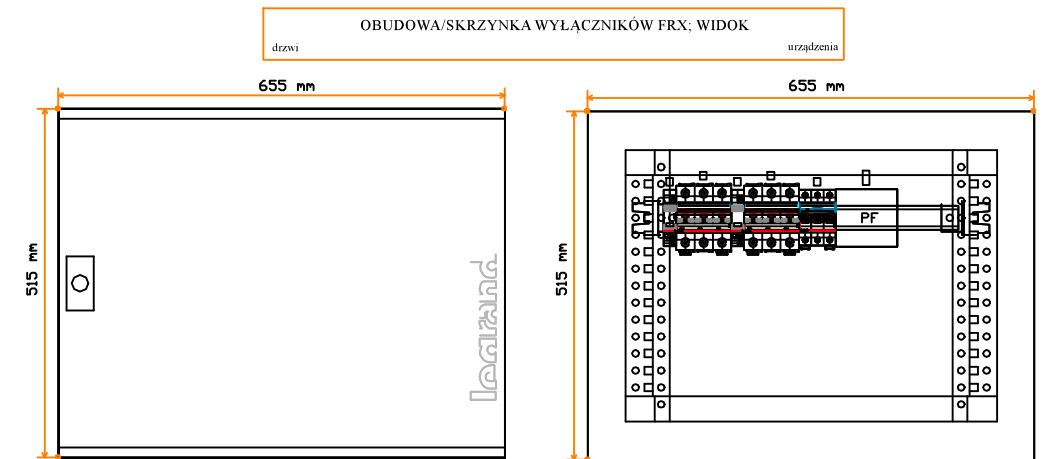 OBUDOWA/SKRZYNKA WYŁĄCZNIKÓW FRX; WIDOK
drzwi urządzenia
655 mm
655 mm
515 mm
515 mm
PF
legrand